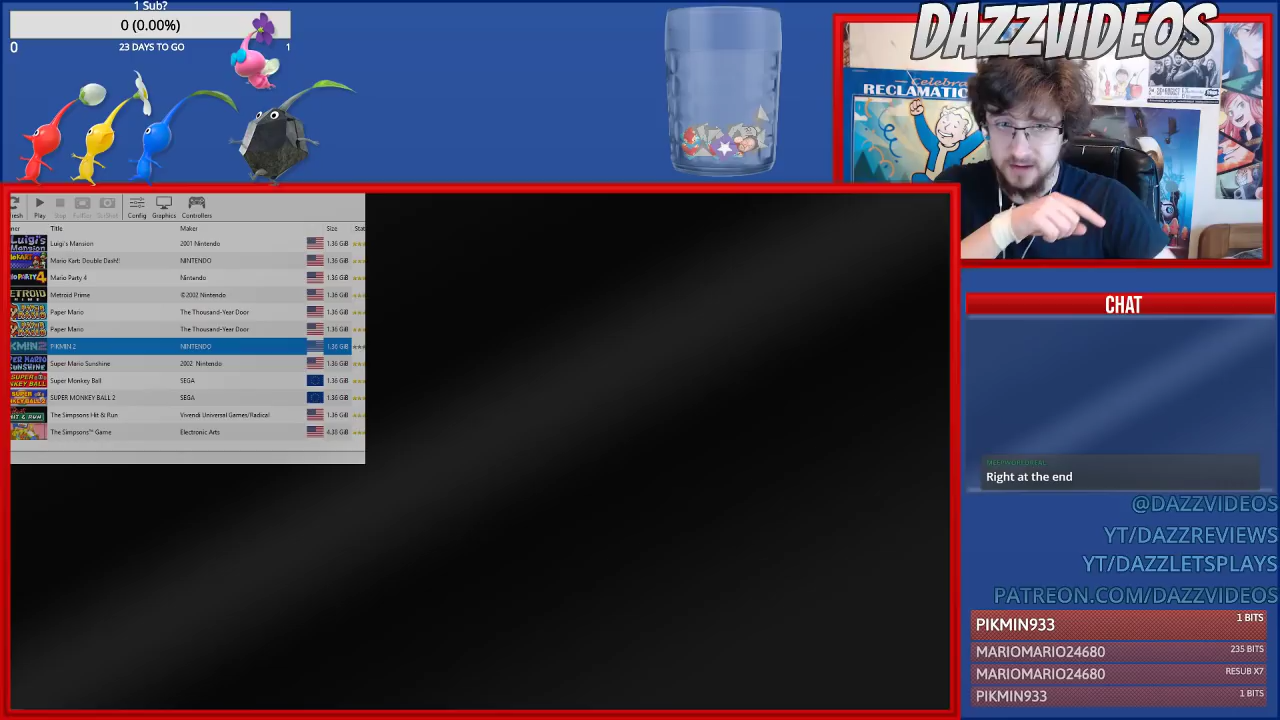 1 Sub?
0 (0.00%)
0
23 DAYS TO GO
1
DAZZVIDEOS
Celebra
RECLAMATIO
Play
Config
Graphics
Controllers
Title
Maker
Size
Luigi's Mansion
2001 Nintendo
1.36 GiB
Mario Kart: Double Dash!!
NINTENDO
1.36 GiB
Mario Party 4
Nintendo
1.36 GiB
Metroid Prime
©2002 Nintendo
1.36 GiB
Paper Mario
The Thousand-Year Door
1.36 GiB
Paper Mario
The Thousand-Year Door
1.36 GiB
PIKMIN 2
NINTENDO
1.36 GiB
Super Mario Sunshine
2002 Nintendo
1.36 GiB
Super Monkey Ball
SEGA
1.36 GiB
SUPER MONKEY BALL 2
SEGA
1.36 GiB
The Simpsons Hit & Run
Vivendi Universal Games/Radical
1.36 GiB
The Simpsons™ Game
Electronic Arts
4.38 GiB
CHAT
Right at the end
@DAZZVIDEOS
YT/DAZZREVIEWS
YT/DAZZLETSPLAYS
PATREON.COM/DAZZVIDEOS
PIKMIN933
1 BITS
MARIOMARIO24680
235 BITS
MARIOMARIO24680
RESUB X7
PIKMIN933
1 BITS